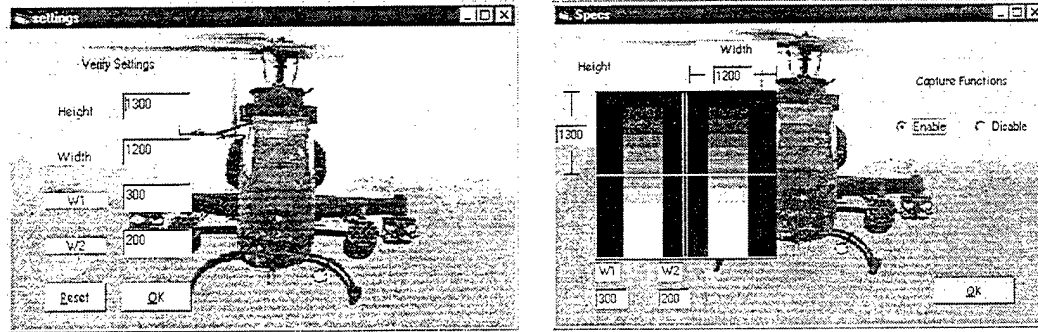 settings
Verify Settings
Height 1300
Width 1200
W1 300
W2 200
Reset OK
Specs
Width
Height 1200
Capture Functions
1300
Enable Disable
W1 W2
300 200
OK